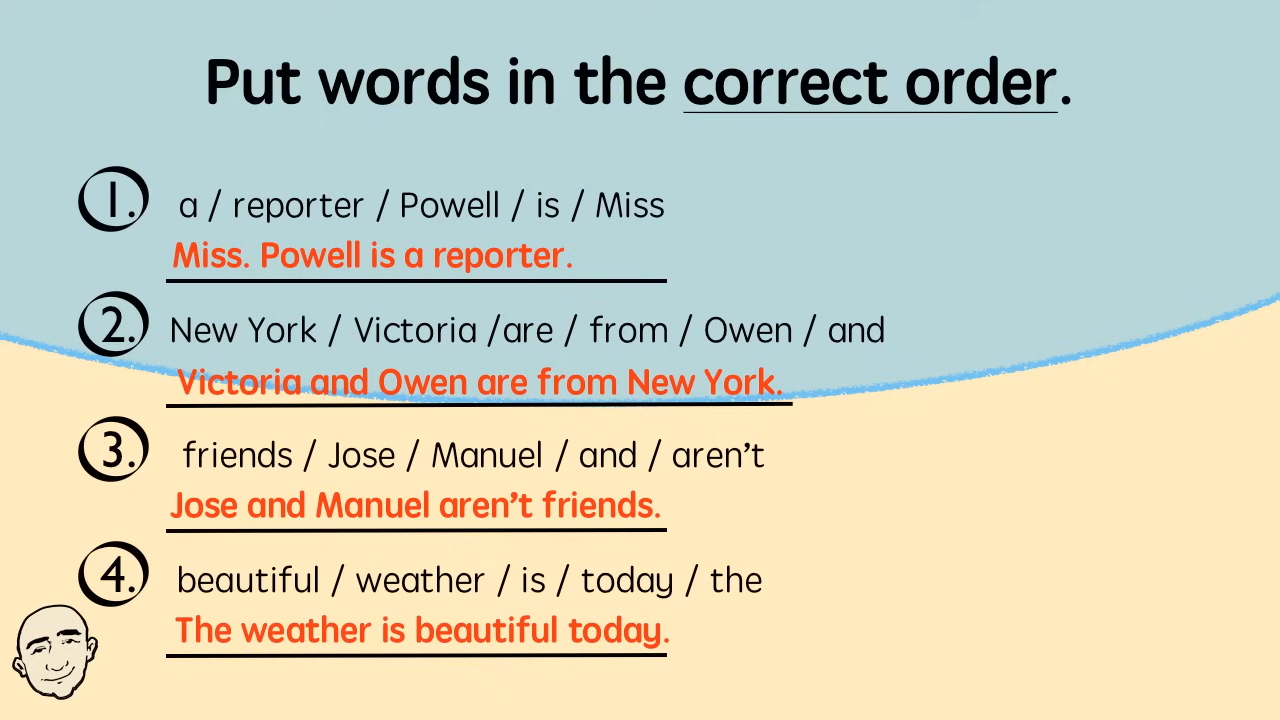 Put words in the correct order.
1. a / reporter / Powell / is / Miss
Miss. Powell is a reporter.
2. New York / Victoria /are / from / Owen / and
Victoria and Owen are from New York.
3. friends / Jose / Manuel / and / aren’t
Jose and Manuel aren’t friends.
4. beautiful / weather / is / today / the
The weather is beautiful today.